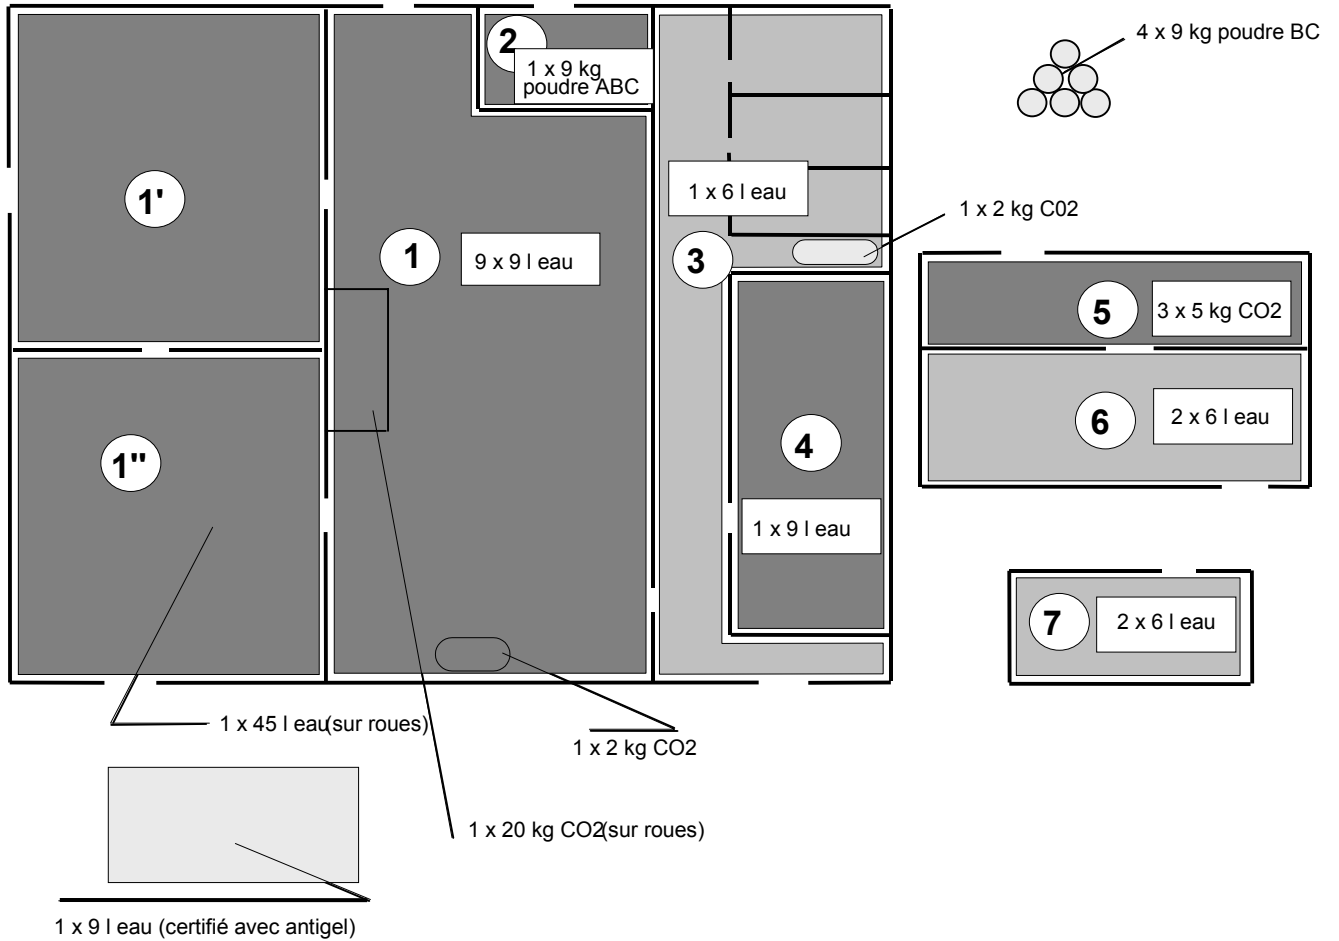 4 x 9 kg poudre BC
2
1 x 9 kg
poudre ABC
1'
1 x 6 l eau
1 x 2 kg C02
1
9 x 9 l eau
3
5
3 x 5 kg CO2
6
2 x 6 l eau
4
1"
1 x 9 l eau
7
2 x 6 l eau
1 x 45 l eau(sur roues)
1 x 2 kg CO2
1 x 20 kg CO2(sur roues)
1 x 9 l eau (certifié avec antigel)